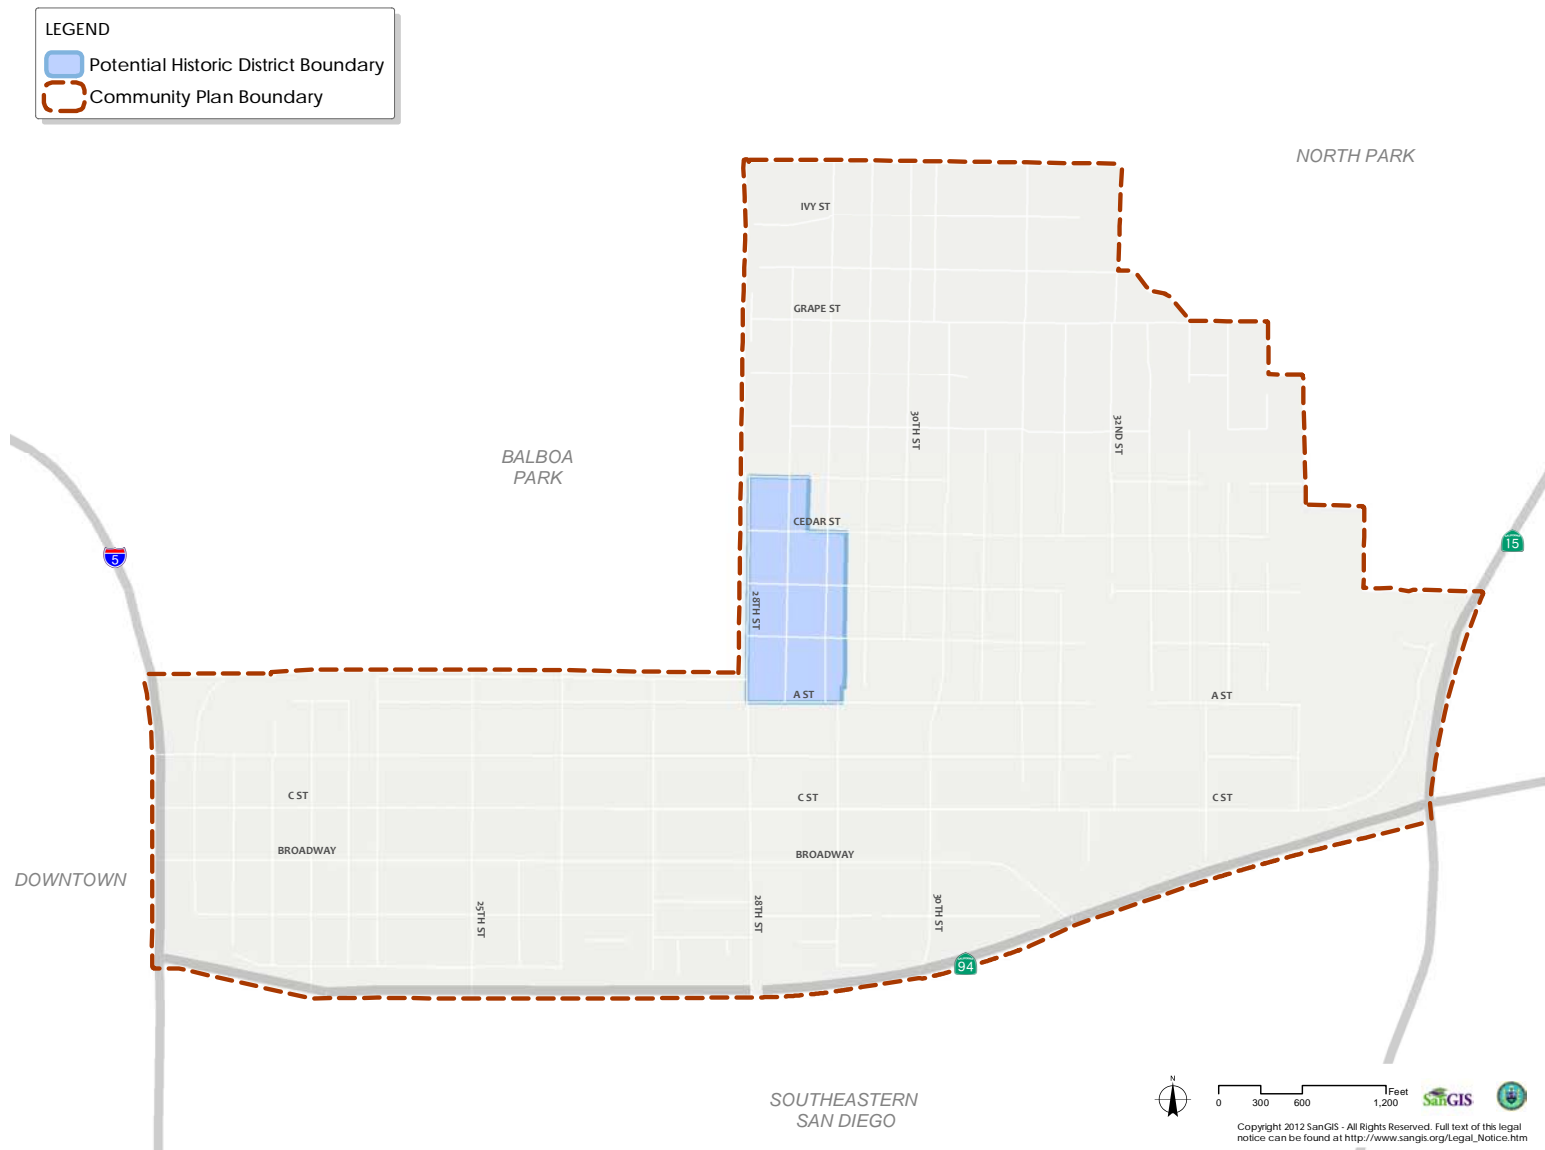 LEGEND
Potential Historic District Boundary
Community Plan Boundary
NORTH PARK
IVY ST
GRAPE ST
30TH ST
32ND ST
BALBOA
PARK
CEDAR ST
5
15
28TH ST
A ST
A ST
C ST
C ST
C ST
BROADWAY
BROADWAY
DOWNTOWN
25TH ST
28TH ST
30TH ST
94
SOUTHEASTERN
SAN DIEGO
N
Feet
0 300 600 1,200
SanGIS
Copyright 2012 SanGIS - All Rights Reserved. Full text of this legal
notice can be found at http://www.sangis.org/Legal_Notice.htm